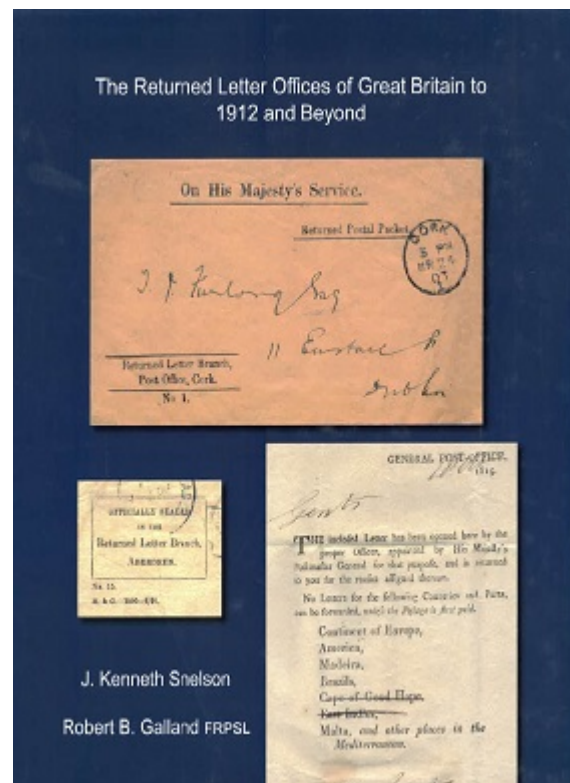 The Returned Letter Offices of Great Britain to
1912 and Beyond
On His Majesty's Service.
Returned Postal Packet.
CORK
11
Returned Letter Branch,
Post Office, Cork.
No 1.
OFFICIALLY SEALED
IN THE
Returned Letter Branch,
ABERDEEN.
No. 15.
GENERAL POST-OFFICE,
Gents
THE inclosed Letter has been opened here by the
proper Officer, appointed by His Majesty's
Postmaster General for that purpose, and is returned
to you for the reason assigned thereon.
No Letters for the following Countries and Ports,
can be forwarded, unless the Postage is first paid.
Continent of Europe,
America,
Madeira,
Brazils,
Cape of Good Hope,
East Indies,
Malta, and other places in the
Mediterranean.
J. Kenneth Snelson
Robert B. Galland FRPSL